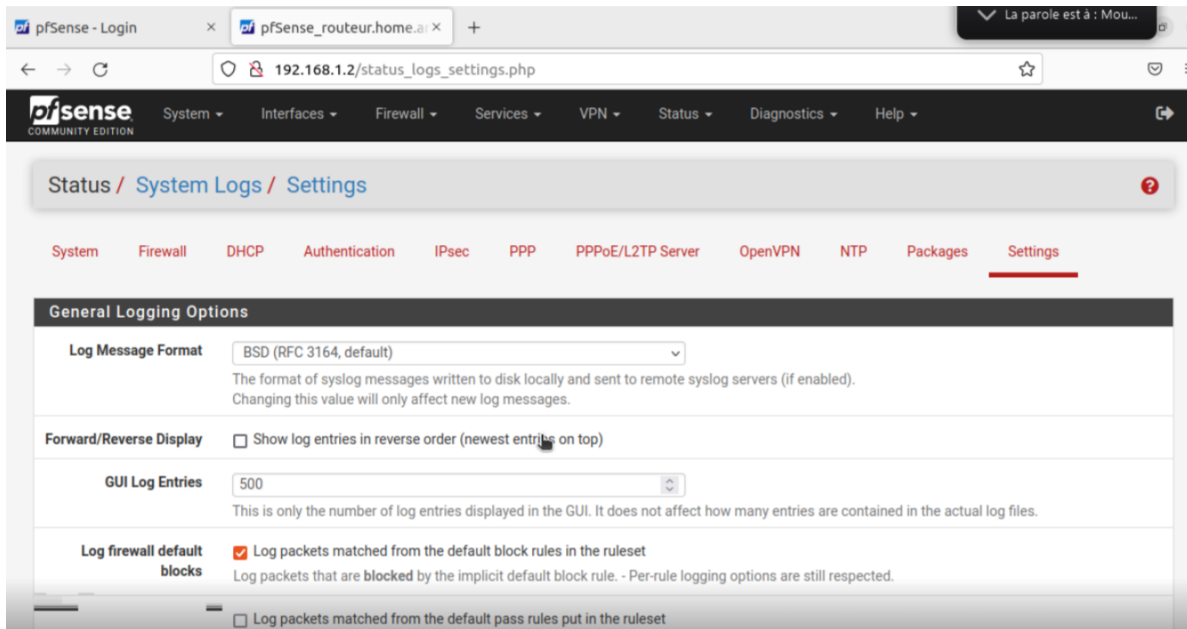 pfSense - Login
pfSense_routeur.home.ar
La parole est à : Mou...
192.168.1.2/status_logs_settings.php
pfsense
COMMUNITY EDITION
System Interfaces Firewall Services VPN Status Diagnostics Help
Status / System Logs / Settings
System Firewall DHCP Authentication IPsec PPP PPPoE/L2TP Server OpenVPN NTP Packages Settings
General Logging Options
Log Message Format
BSD (RFC 3164, default)
The format of syslog messages written to disk locally and sent to remote syslog servers (if enabled).
Changing this value will only affect new log messages.
Forward/Reverse Display
Show log entries in reverse order (newest entries on top)
GUI Log Entries
500
This is only the number of log entries displayed in the GUI. It does not affect how many entries are contained in the actual log files.
Log firewall default
blocks
Log packets matched from the default block rules in the ruleset
Log packets that are blocked by the implicit default block rule. - Per-rule logging options are still respected.
Log packets matched from the default pass rules put in the ruleset